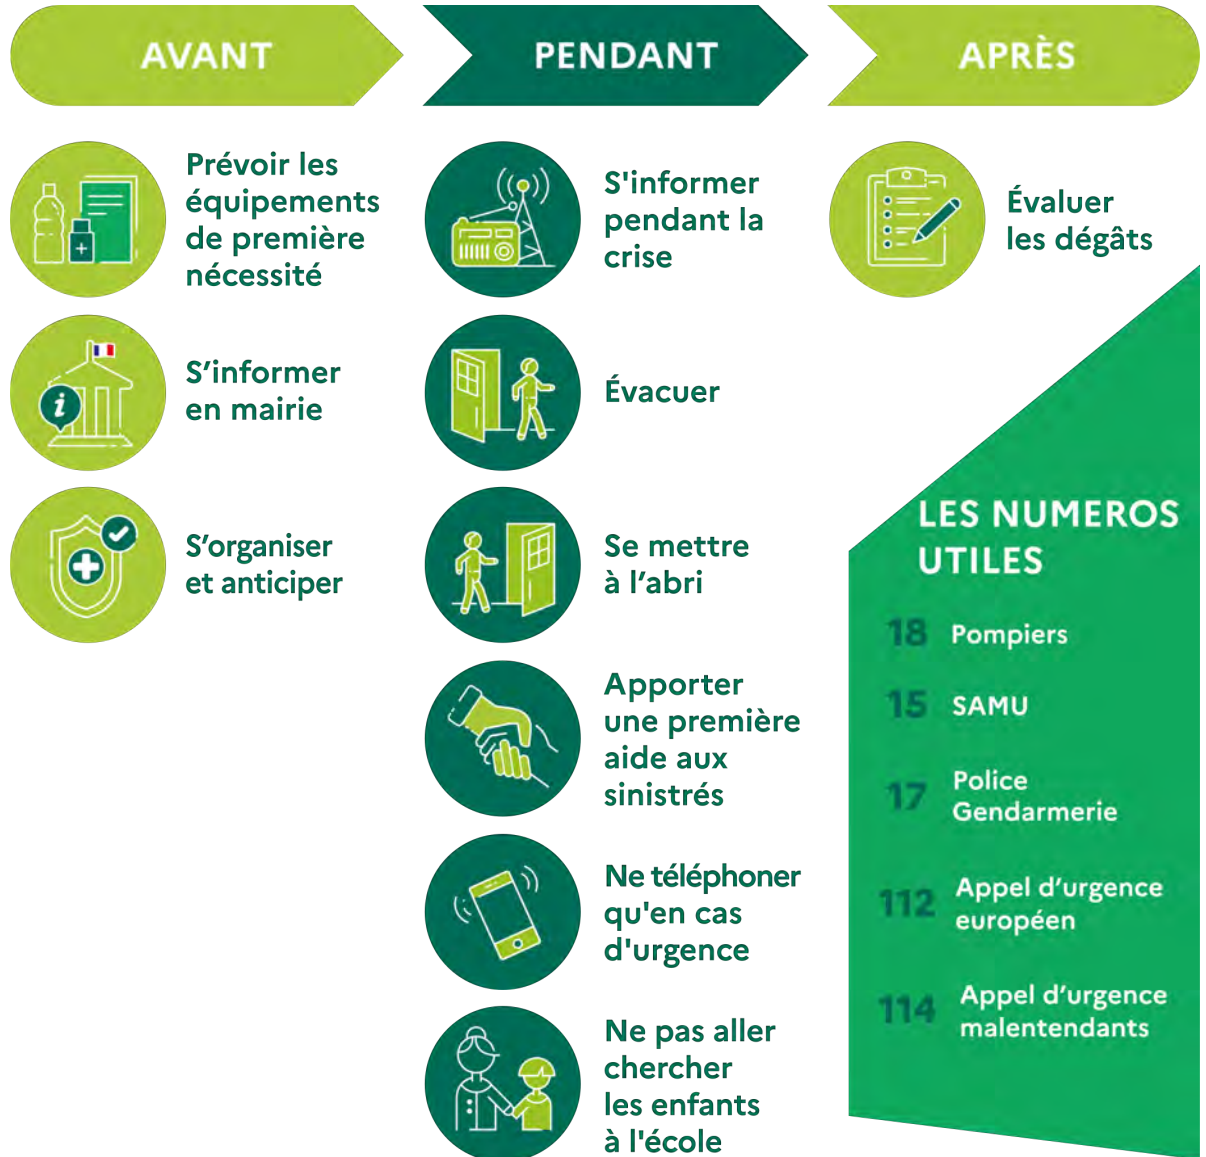 AVANT
Prévoir les
équipements
de première
nécessité
S’informer
en mairie
S’organiser
et anticiper
PENDANT
S'informer
pendant la
crise
Évacuer
Se mettre
à l’abri
Apporter
une première
aide aux
sinistrés
Ne téléphoner
qu'en cas
d'urgence
Ne pas aller
chercher
les enfants
à l'école
APRÈS
Évaluer
les dégâts
LES NUMEROS
UTILES
18 Pompiers
15 SAMU
17 Police
Gendarmerie
112 Appel d’urgence
européen
114 Appel d’urgence
malentendants